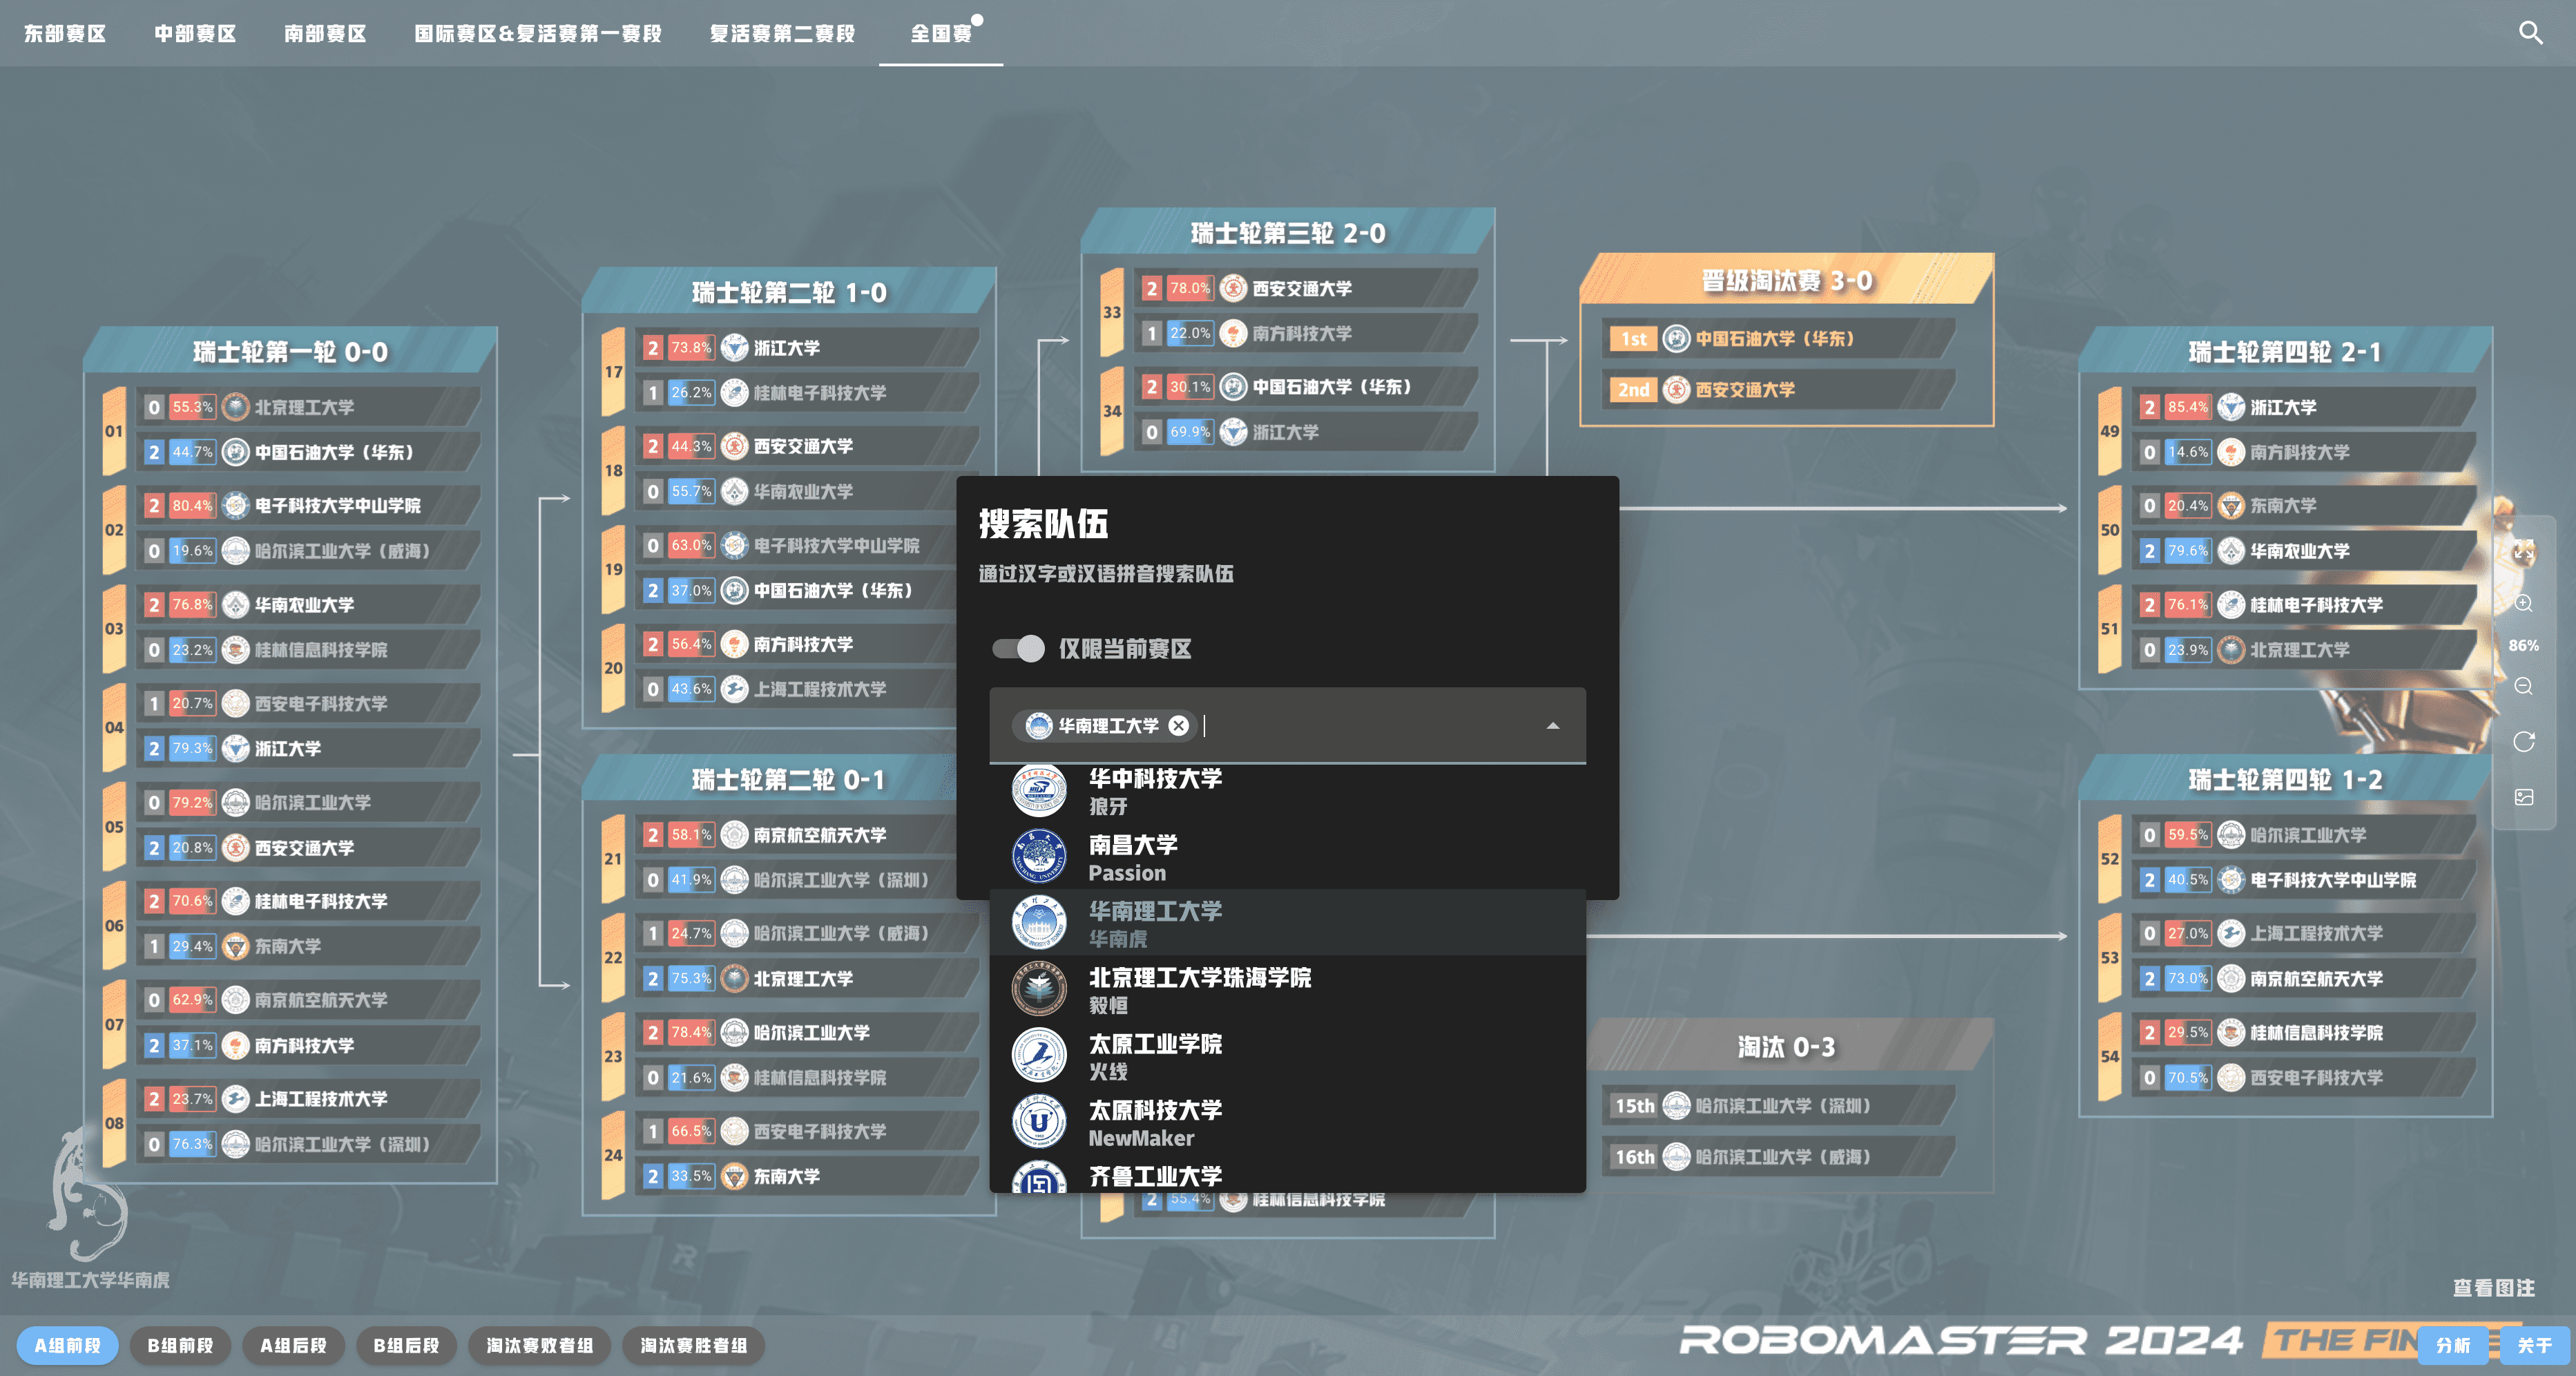 东部赛区
中部赛区
南部赛区
国际赛区&复活赛第一赛段
复活赛第二赛段
全国赛
瑞士轮第一轮 0-0
01
0 55.3% 北京理工大学
2 44.7% 中国石油大学（华东）
02
2 80.4% 电子科技大学中山学院
0 19.6% 哈尔滨工业大学（威海）
03
2 76.8% 华南农业大学
0 23.2% 桂林信息科技学院
04
1 20.7% 西安电子科技大学
2 79.3% 浙江大学
05
0 79.2% 哈尔滨工业大学
2 20.8% 西安交通大学
06
2 70.6% 桂林电子科技大学
1 29.4% 东南大学
07
0 62.9% 南京航空航天大学
2 37.1% 南方科技大学
08
2 23.7% 上海工程技术大学
0 76.3% 哈尔滨工业大学（深圳）
瑞士轮第二轮 1-0
17
2 73.8% 浙江大学
1 26.2% 桂林电子科技大学
18
2 44.3% 西安交通大学
0 55.7% 华南农业大学
19
0 63.0% 电子科技大学中山学院
2 37.0% 中国石油大学（华东）
20
2 56.4% 南方科技大学
0 43.6% 上海工程技术大学
瑞士轮第二轮 0-1
21
2 58.1% 南京航空航天大学
0 41.9% 哈尔滨工业大学（深圳）
22
1 24.7% 哈尔滨工业大学（威海）
2 75.3% 北京理工大学
23
2 78.4% 哈尔滨工业大学
0 21.6% 桂林信息科技学院
24
1 66.5% 西安电子科技大学
2 33.5% 东南大学
瑞士轮第三轮 2-0
33
2 78.0% 西安交通大学
1 22.0% 南方科技大学
34
2 30.1% 中国石油大学（华东）
0 69.9% 浙江大学
搜索队伍
通过汉字或汉语拼音搜索队伍
仅限当前赛区
华南理工大学
华中科技大学
狼牙
南昌大学
Passion
华南理工大学
华南虎
北京理工大学珠海学院
毅恒
太原工业学院
火线
太原科技大学
NewMaker
齐鲁工业大学
2 55.4% 桂林信息科技学院
晋级淘汰赛 3-0
1st 中国石油大学（华东）
2nd 西安交通大学
淘汰 0-3
15th 哈尔滨工业大学（深圳）
16th 哈尔滨工业大学（威海）
瑞士轮第四轮 2-1
49
2 85.4% 浙江大学
0 14.6% 南方科技大学
50
0 20.4% 东南大学
2 79.6% 华南农业大学
51
2 76.1% 桂林电子科技大学
0 23.9% 北京理工大学
瑞士轮第四轮 1-2
52
0 59.5% 哈尔滨工业大学
2 40.5% 电子科技大学中山学院
53
0 27.0% 上海工程技术大学
2 73.0% 南京航空航天大学
54
2 29.5% 桂林信息科技学院
0 70.5% 西安电子科技大学
86%
华南理工大学华南虎
查看图注
A组前段
B组前段
A组后段
B组后段
淘汰赛败者组
淘汰赛胜者组
ROBOMASTER 2024
THE FIN
分析
关于